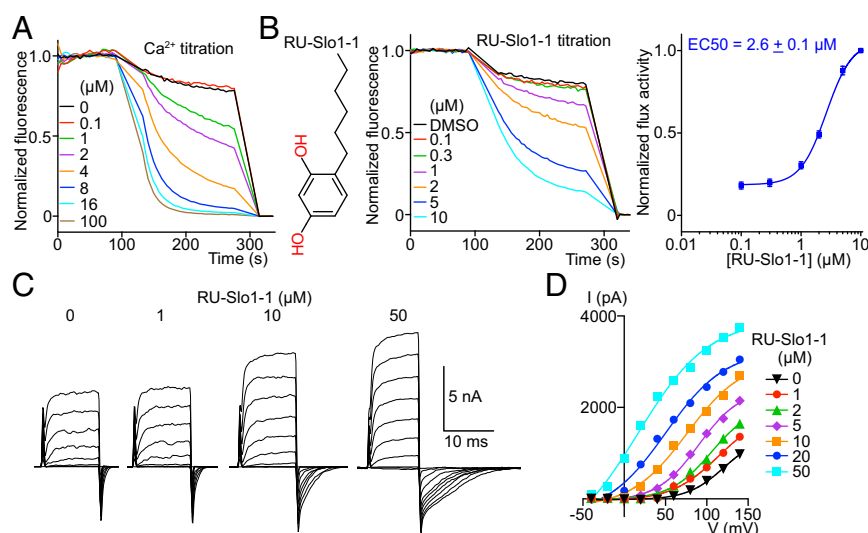 A
Ca²⁺ titration
Normalized fluorescence
1.0
0.5
0
(µM)
0
0.1
1
2
4
8
16
100
0
100
200
300
Time (s)
B
RU-Slo1-1
OH
HO
RU-Slo1-1 titration
Normalized fluorescence
1.0
0.5
0
(µM)
DMSO
0.1
0.3
1
2
5
10
0
100
200
300
Time (s)
EC50 = 2.6 ± 0.1 µM
Normalized flux activity
1.0
0.5
0
0.01
0.1
1
10
[RU-Slo1-1] (µM)
C
RU-Slo1-1 (µM)
0
1
10
50
5 nA
10 ms
D
I (pA)
4000
2000
-50
0
50
100
150
V (mV)
RU-Slo1-1
(µM)
0
1
2
5
10
20
50